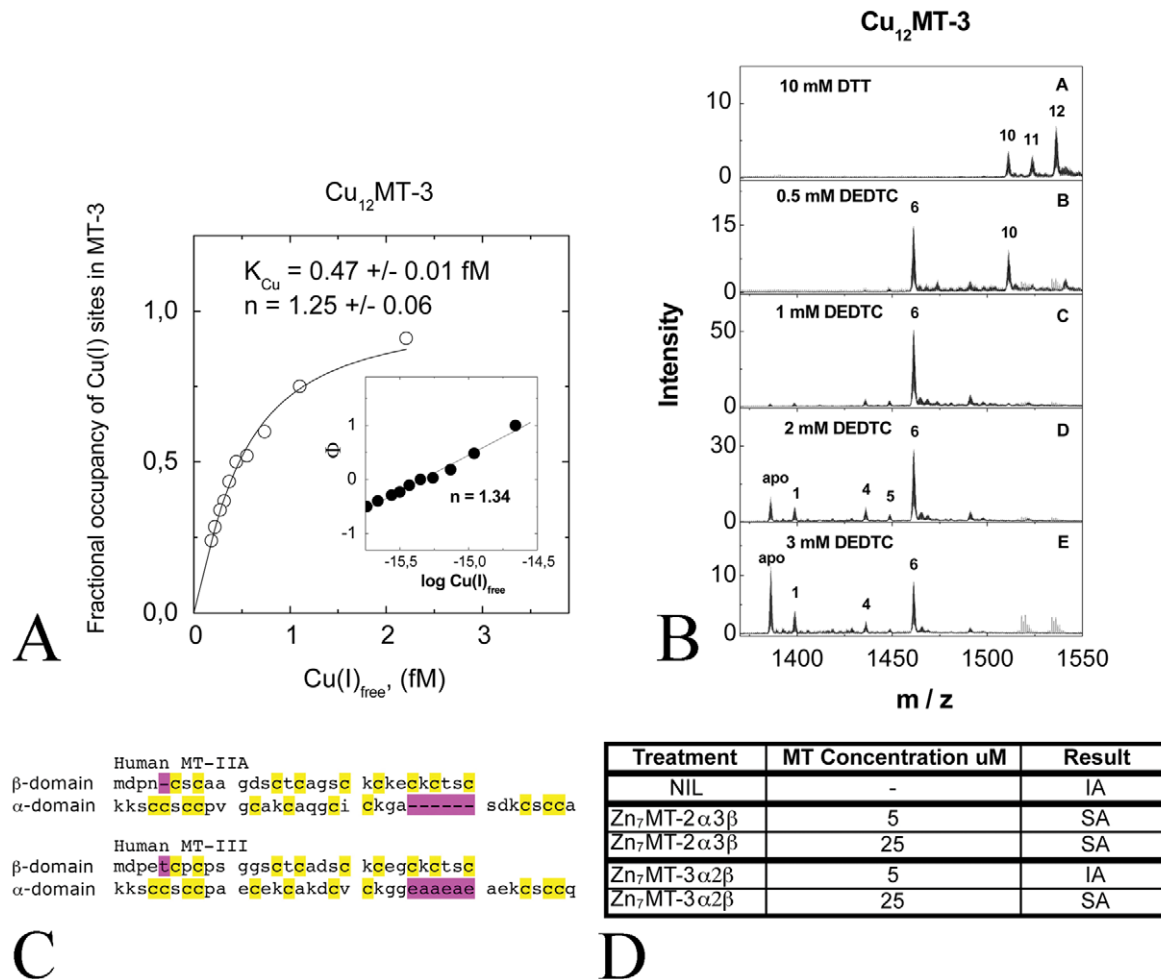 Cu12MT-3
K_Cu = 0.47 +/- 0.01 fM
n = 1.25 +/- 0.06
Fractional occupancy of Cu(I) sites in MT-3
1,0
0,5
0,0
0
1
2
3
Cu(I)free, (fM)
Φ
1
0
-1
n = 1.34
-15,5
-15,0
-14,5
log Cu(I)free
A
Cu12MT-3
Intensity
10 mM DTT
A
10
0
10
11
12
0.5 mM DEDTC
B
15
0
6
10
1 mM DEDTC
C
50
0
6
2 mM DEDTC
D
30
0
apo
1
4
5
6
3 mM DEDTC
E
10
0
apo
1
4
6
1400
1450
1500
1550
m / z
B
Human MT-IIA
β-domain mdpn-cscaa gdsctcagsc kckeckctsc
α-domain kksccsccpv gcakcaqgci ckga------ sdkcscca
Human MT-III
β-domain mdpetcpcps ggsctcadsc kcegckctsc
α-domain kksccsccpa ecekcakdcv ckggeaaeae aekcsccq
C
Treatment MT Concentration uM Result
NIL - IA
Zn7MT-2α3β 5 SA
Zn7MT-2α3β 25 SA
Zn7MT-3α2β 5 IA
Zn7MT-3α2β 25 SA
D